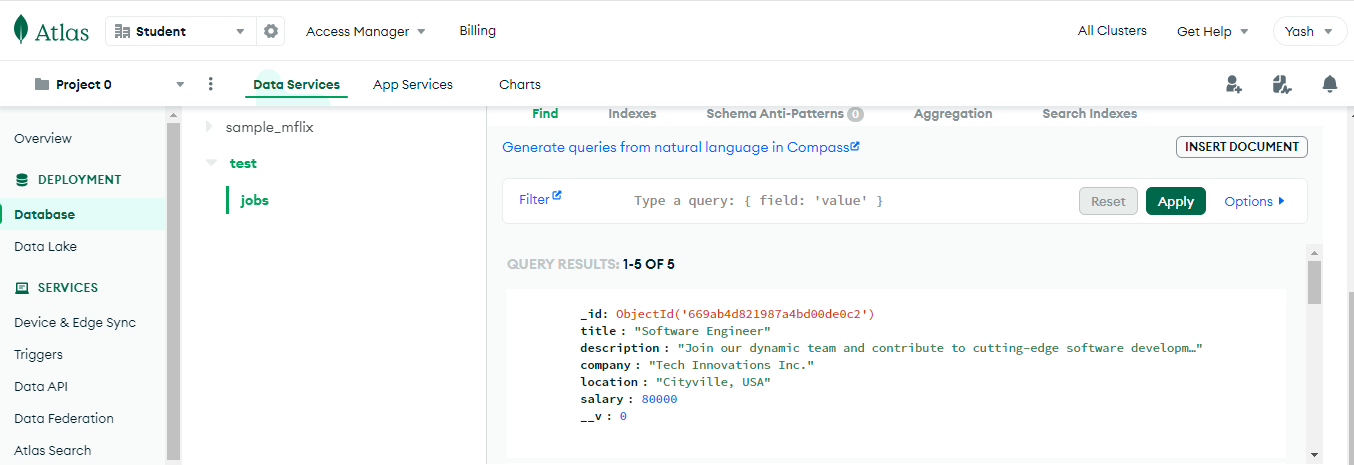 Atlas
Student
Access Manager
Billing
All Clusters
Get Help
Yash
Project 0
Data Services
App Services
Charts
Overview
DEPLOYMENT
Database
Data Lake
SERVICES
Device & Edge Sync
Triggers
Data API
Data Federation
Atlas Search
sample_mflix
test
jobs
Find
Indexes
Schema Anti-Patterns 0
Aggregation
Search Indexes
Generate queries from natural language in Compass
INSERT DOCUMENT
Filter
Type a query: { field: 'value' }
Reset
Apply
Options
QUERY RESULTS: 1-5 OF 5
_id: ObjectId('669ab4d821987a4bd00de0c2')
title : "Software Engineer"
description : "Join our dynamic team and contribute to cutting-edge software developm…"
company : "Tech Innovations Inc."
location : "Cityville, USA"
salary : 80000
__v : 0